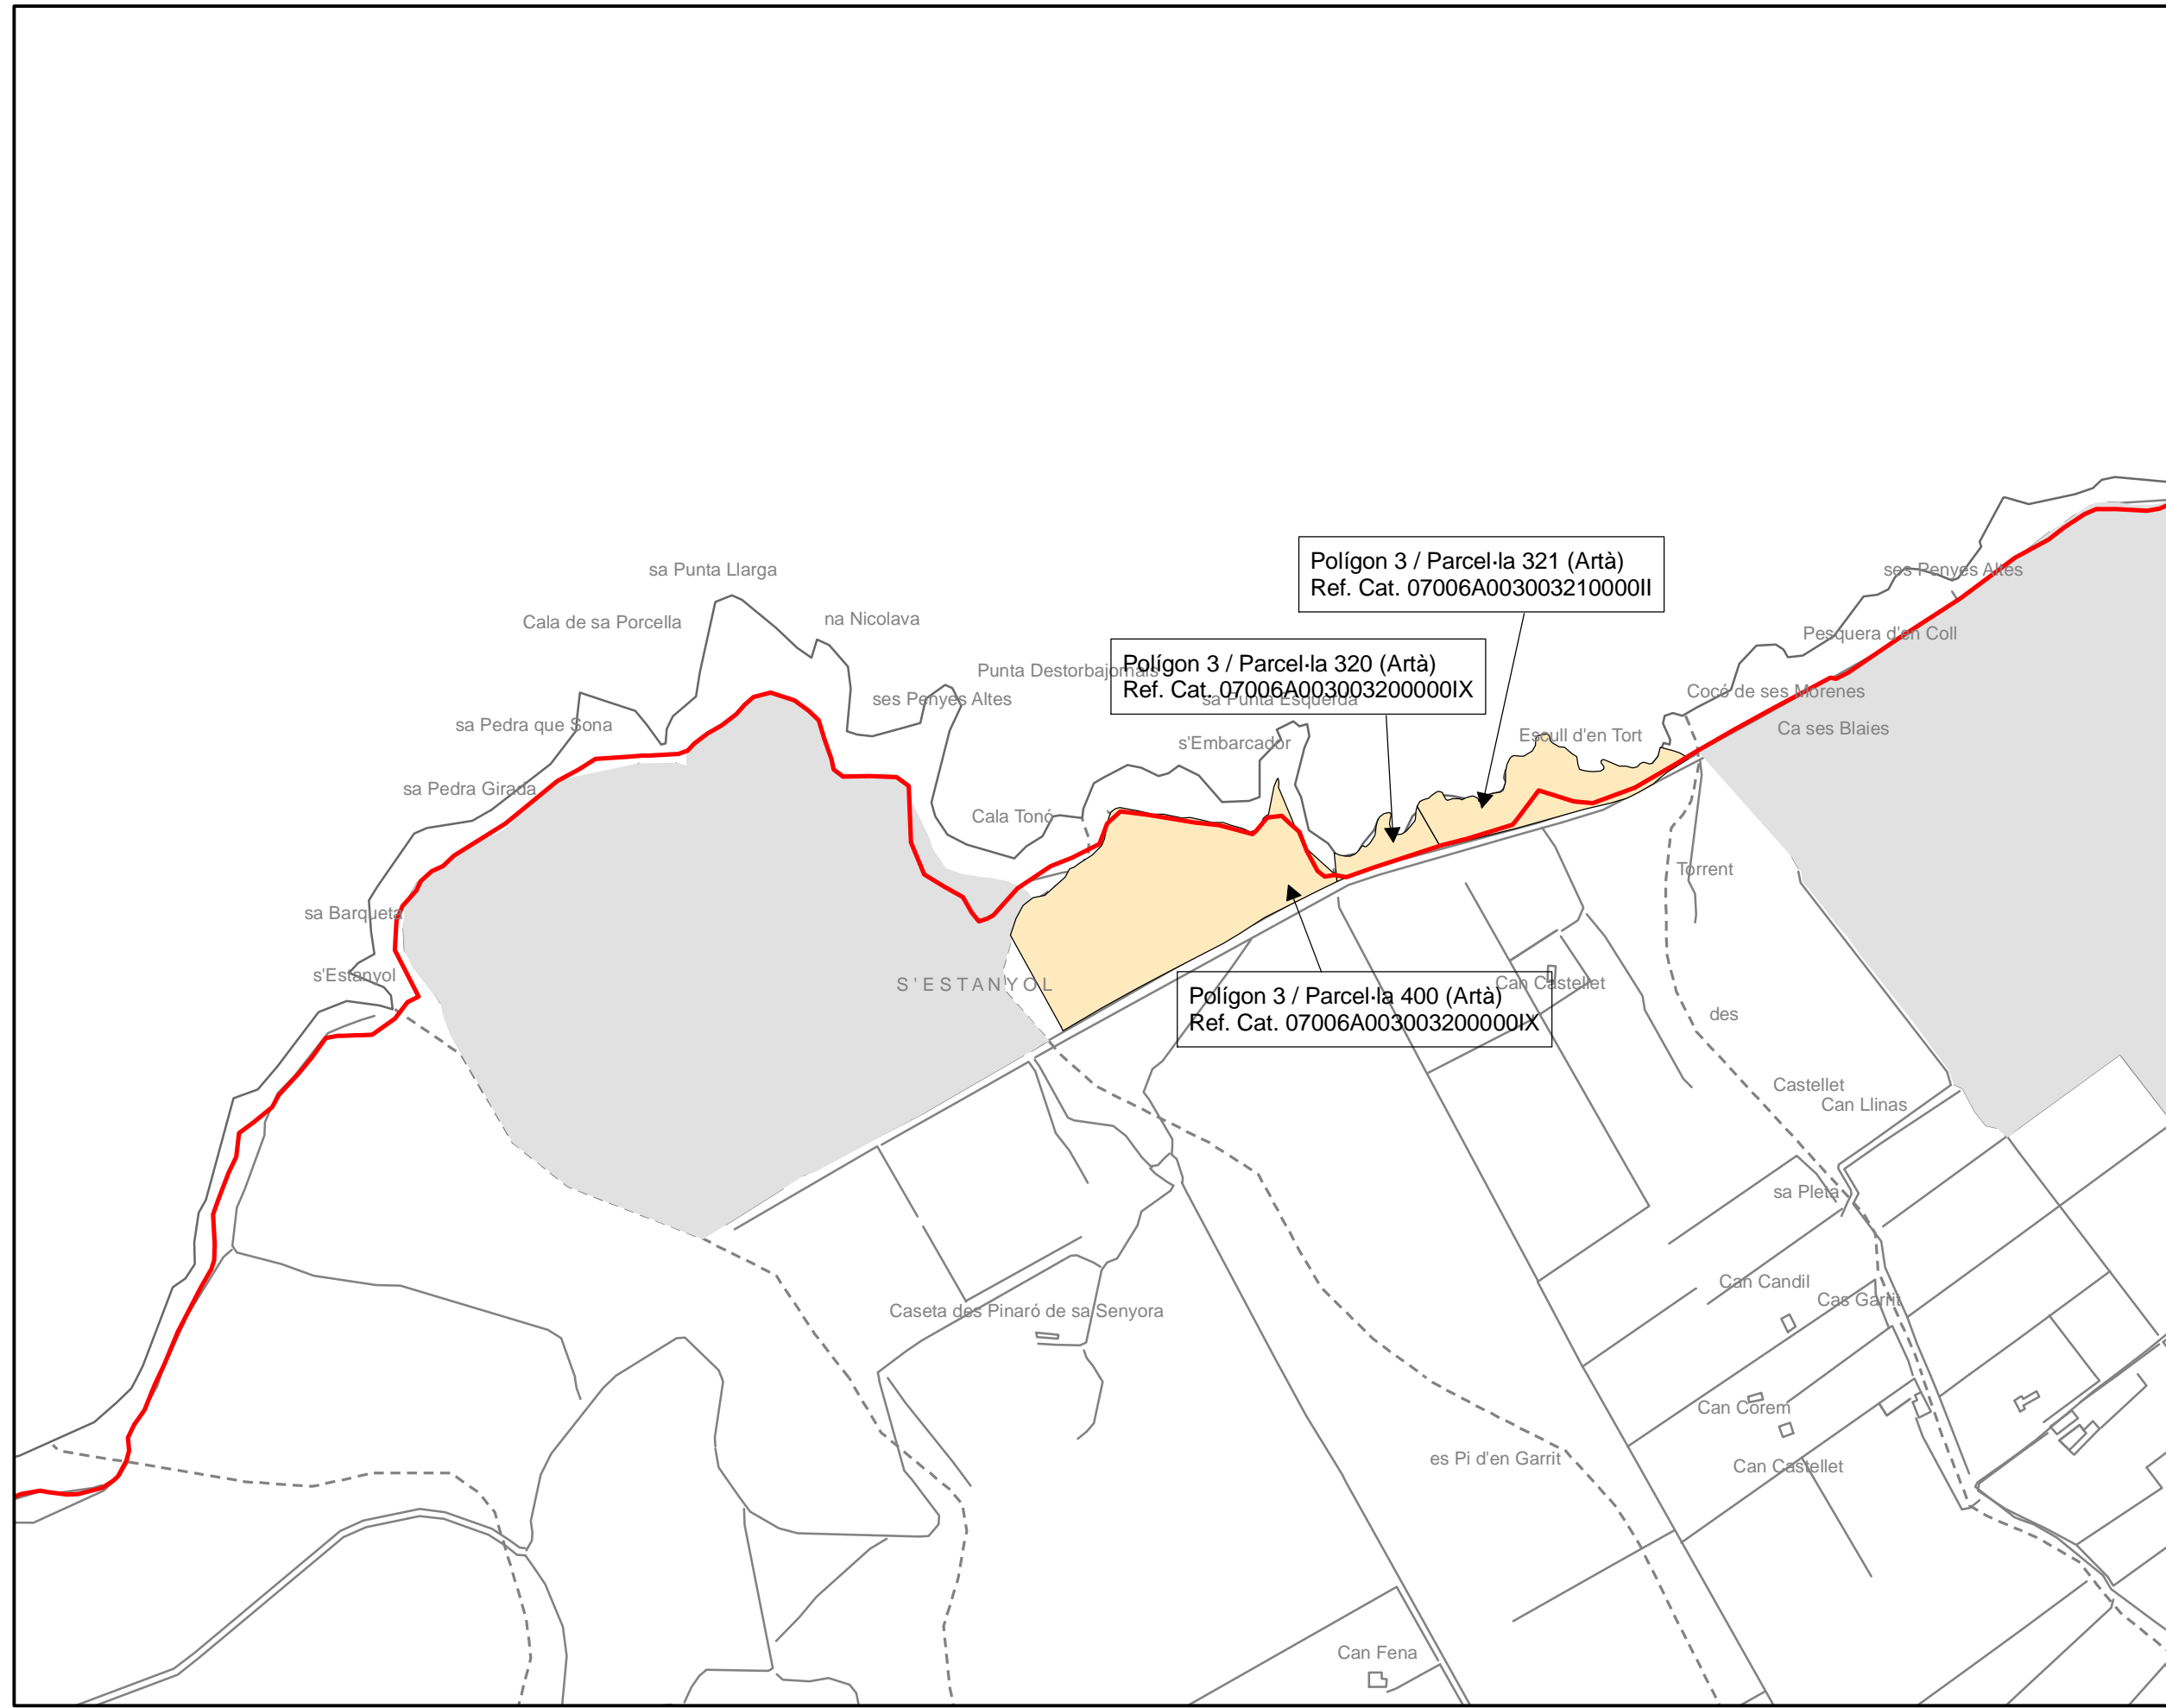 Polígon 3 / Parcel·la 321 (Artà)
Ref. Cat. 07006A003003210000II
sa Punta Llarga
ses Penyes Altes
Cala de sa Porcella
na Nicolava
Pesquera d'en Coll
Polígon 3 / Parcel·la 320 (Artà)
Ref. Cat. 07006A003003200000IX
Punta Destorbajornals
ses Penyes Altes
sa Punta Esquerda
Cocó de ses Morenes
sa Pedra que Sona
s'Embarcador
Escull d'en Tort
Ca ses Blaies
sa Pedra Girada
Cala Tonó
Torrent
sa Barqueta
s'Estanyol
S'ESTANYOL
Can Castellet
Polígon 3 / Parcel·la 400 (Artà)
Ref. Cat. 07006A003003200000IX
des
Castellet
Can Llinas
sa Pleta
Can Candil
Cas Garrit
Caseta des Pinaró de sa Senyora
Can Corem
es Pi d'en Garrit
Can Castellet
Can Fena